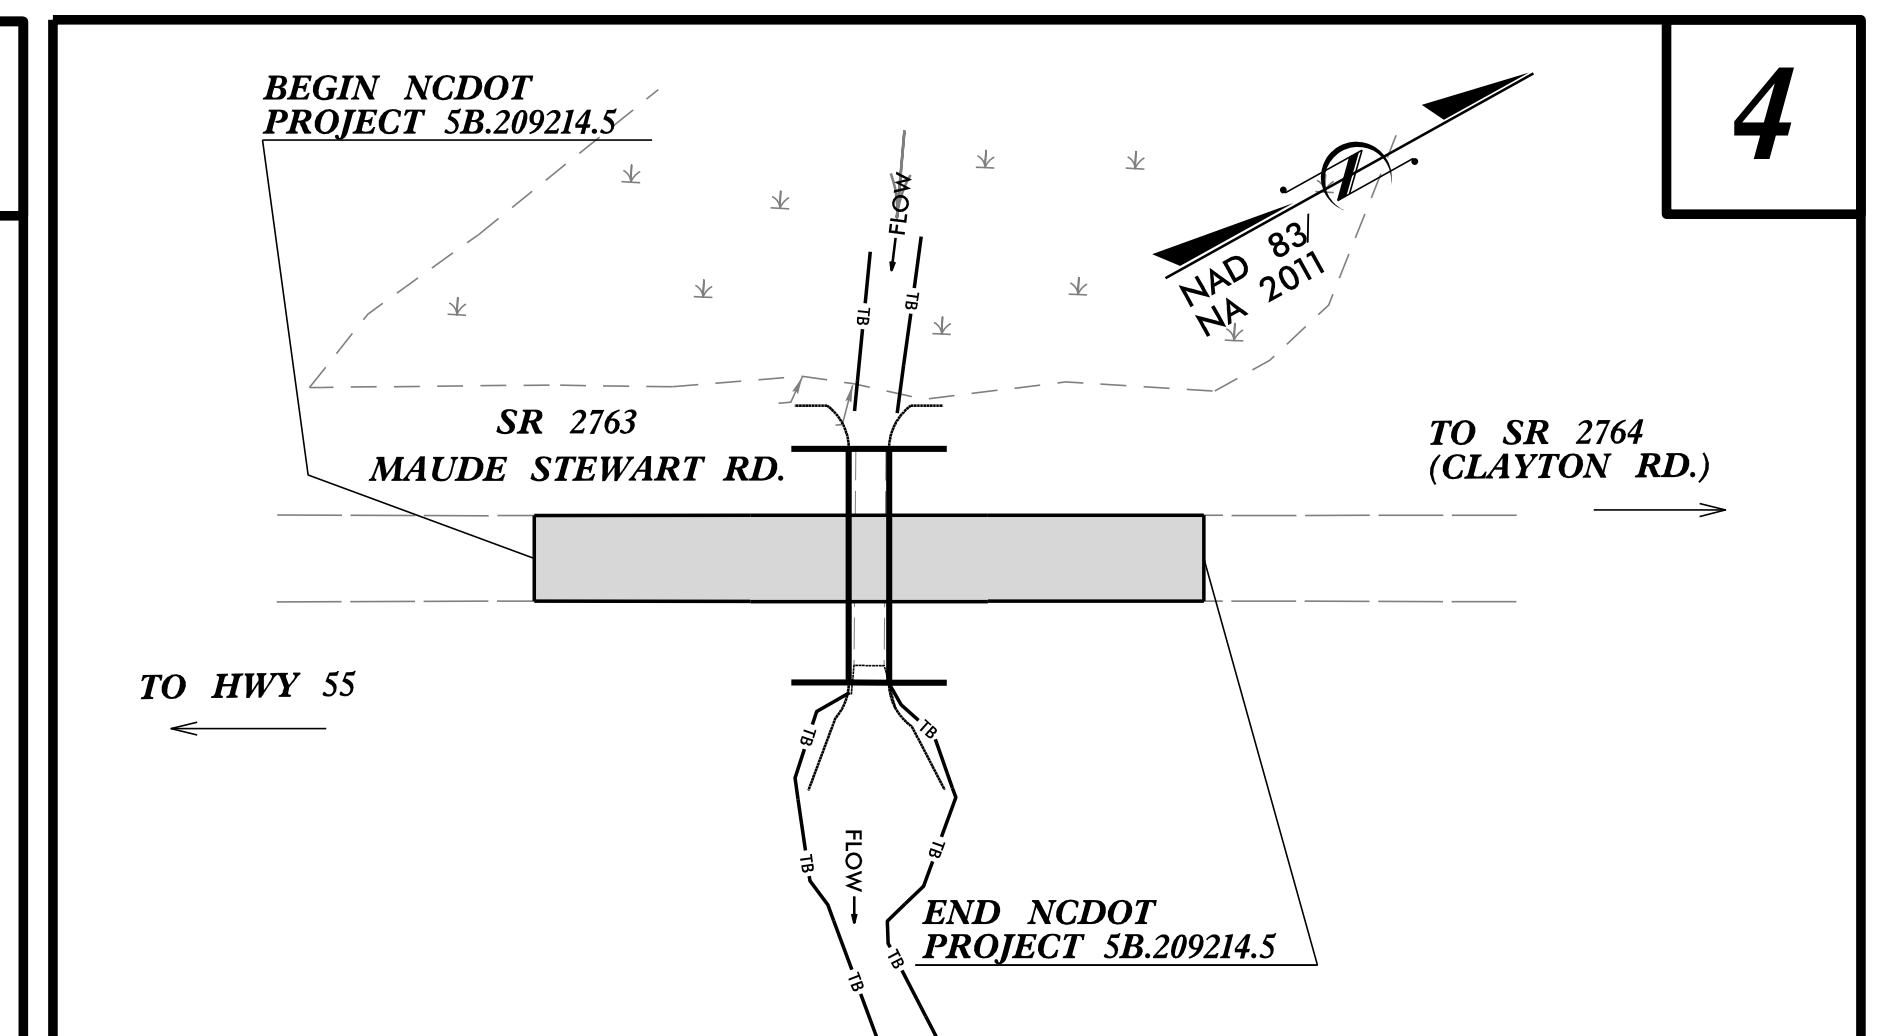 BEGIN NCDOT
PROJECT 5B.209214.5
4
FLOW
NAD 83/
NA 2011
TB
TB
SR 2763
MAUDE STEWART RD.
TO SR 2764
(CLAYTON RD.)
TO HWY 55
TB
TB
FLOW
TB
TB
END NCDOT
PROJECT 5B.209214.5
TB
TB